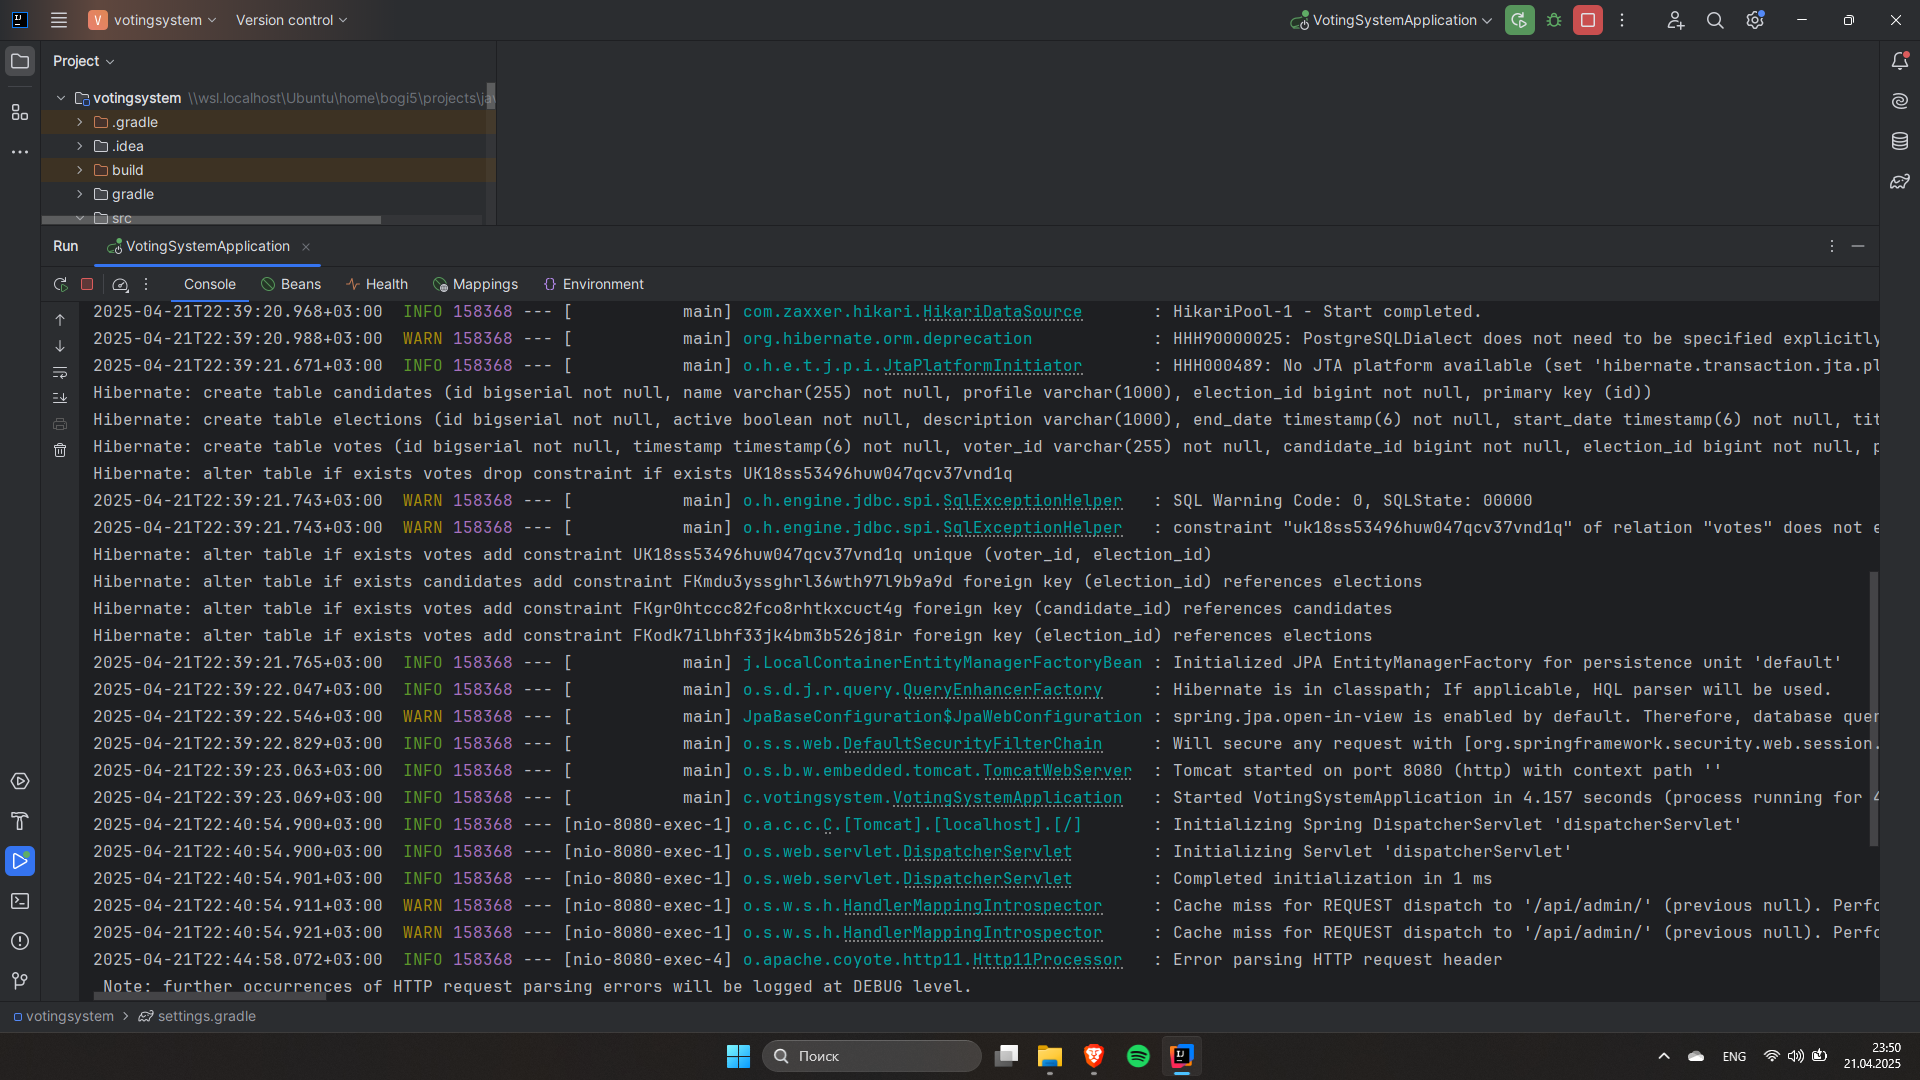 V votingsystem Version control VotingSystemApplication
Project
votingsystem \\wsl.localhost\Ubuntu\home\bogi5\projects\
.gradle
.idea
build
gradle
src
Run VotingSystemApplication
Console Beans Health Mappings Environment
2025-04-21T22:39:20.968+03:00 INFO 158368 --- [ main] com.zaxxer.hikari.HikariDataSource : HikariPool-1 - Start completed.
2025-04-21T22:39:20.988+03:00 WARN 158368 --- [ main] org.hibernate.orm.deprecation : HHH90000025: PostgreSQLDialect does not need to be specified explicitly
2025-04-21T22:39:21.671+03:00 INFO 158368 --- [ main] o.h.e.t.j.p.i.JtaPlatformInitiator : HHH000489: No JTA platform available (set 'hibernate.transaction.jta.pl
Hibernate: create table candidates (id bigserial not null, name varchar(255) not null, profile varchar(1000), election_id bigint not null, primary key (id))
Hibernate: create table elections (id bigserial not null, active boolean not null, description varchar(1000), end_date timestamp(6) not null, start_date timestamp(6) not null, tit
Hibernate: create table votes (id bigserial not null, timestamp timestamp(6) not null, voter_id varchar(255) not null, candidate_id bigint not null, election_id bigint not null, p
Hibernate: alter table if exists votes drop constraint if exists UK18ss53496huw047qcv37vnd1q
2025-04-21T22:39:21.743+03:00 WARN 158368 --- [ main] o.h.engine.jdbc.spi.SqlExceptionHelper : SQL Warning Code: 0, SQLState: 00000
2025-04-21T22:39:21.743+03:00 WARN 158368 --- [ main] o.h.engine.jdbc.spi.SqlExceptionHelper : constraint "uk18ss53496huw047qcv37vnd1q" of relation "votes" does not e
Hibernate: alter table if exists votes add constraint UK18ss53496huw047qcv37vnd1q unique (voter_id, election_id)
Hibernate: alter table if exists candidates add constraint FKmdu3yssghrl36wth97l9b9a9d foreign key (election_id) references elections
Hibernate: alter table if exists votes add constraint FKgr0htccc82fco8rhtkxcuct4g foreign key (candidate_id) references candidates
Hibernate: alter table if exists votes add constraint FKodk7ilbhf33jk4bm3b526j8ir foreign key (election_id) references elections
2025-04-21T22:39:21.765+03:00 INFO 158368 --- [ main] j.LocalContainerEntityManagerFactoryBean : Initialized JPA EntityManagerFactory for persistence unit 'default'
2025-04-21T22:39:22.047+03:00 INFO 158368 --- [ main] o.s.d.j.r.query.QueryEnhancerFactory : Hibernate is in classpath; If applicable, HQL parser will be used.
2025-04-21T22:39:22.546+03:00 WARN 158368 --- [ main] JpaBaseConfiguration$JpaWebConfiguration : spring.jpa.open-in-view is enabled by default. Therefore, database quer
2025-04-21T22:39:22.829+03:00 INFO 158368 --- [ main] o.s.s.web.DefaultSecurityFilterChain : Will secure any request with [org.springframework.security.web.session.
2025-04-21T22:39:23.063+03:00 INFO 158368 --- [ main] o.s.b.w.embedded.tomcat.TomcatWebServer : Tomcat started on port 8080 (http) with context path ''
2025-04-21T22:39:23.069+03:00 INFO 158368 --- [ main] c.votingsystem.VotingSystemApplication : Started VotingSystemApplication in 4.157 seconds (process running for 4
2025-04-21T22:40:54.900+03:00 INFO 158368 --- [nio-8080-exec-1] o.a.c.c.C.[Tomcat].[localhost].[/] : Initializing Spring DispatcherServlet 'dispatcherServlet'
2025-04-21T22:40:54.900+03:00 INFO 158368 --- [nio-8080-exec-1] o.s.web.servlet.DispatcherServlet : Initializing Servlet 'dispatcherServlet'
2025-04-21T22:40:54.901+03:00 INFO 158368 --- [nio-8080-exec-1] o.s.web.servlet.DispatcherServlet : Completed initialization in 1 ms
2025-04-21T22:40:54.911+03:00 WARN 158368 --- [nio-8080-exec-1] o.s.w.s.h.HandlerMappingIntrospector : Cache miss for REQUEST dispatch to '/api/admin/' (previous null). Perfo
2025-04-21T22:40:54.921+03:00 WARN 158368 --- [nio-8080-exec-1] o.s.w.s.h.HandlerMappingIntrospector : Cache miss for REQUEST dispatch to '/api/admin/' (previous null). Perfo
2025-04-21T22:44:58.072+03:00 INFO 158368 --- [nio-8080-exec-4] o.apache.coyote.http11.Http11Processor : Error parsing HTTP request header
Note: further occurrences of HTTP request parsing errors will be logged at DEBUG level.
votingsystem > settings.gradle
Поиск
ENG
23:50
21.04.2025